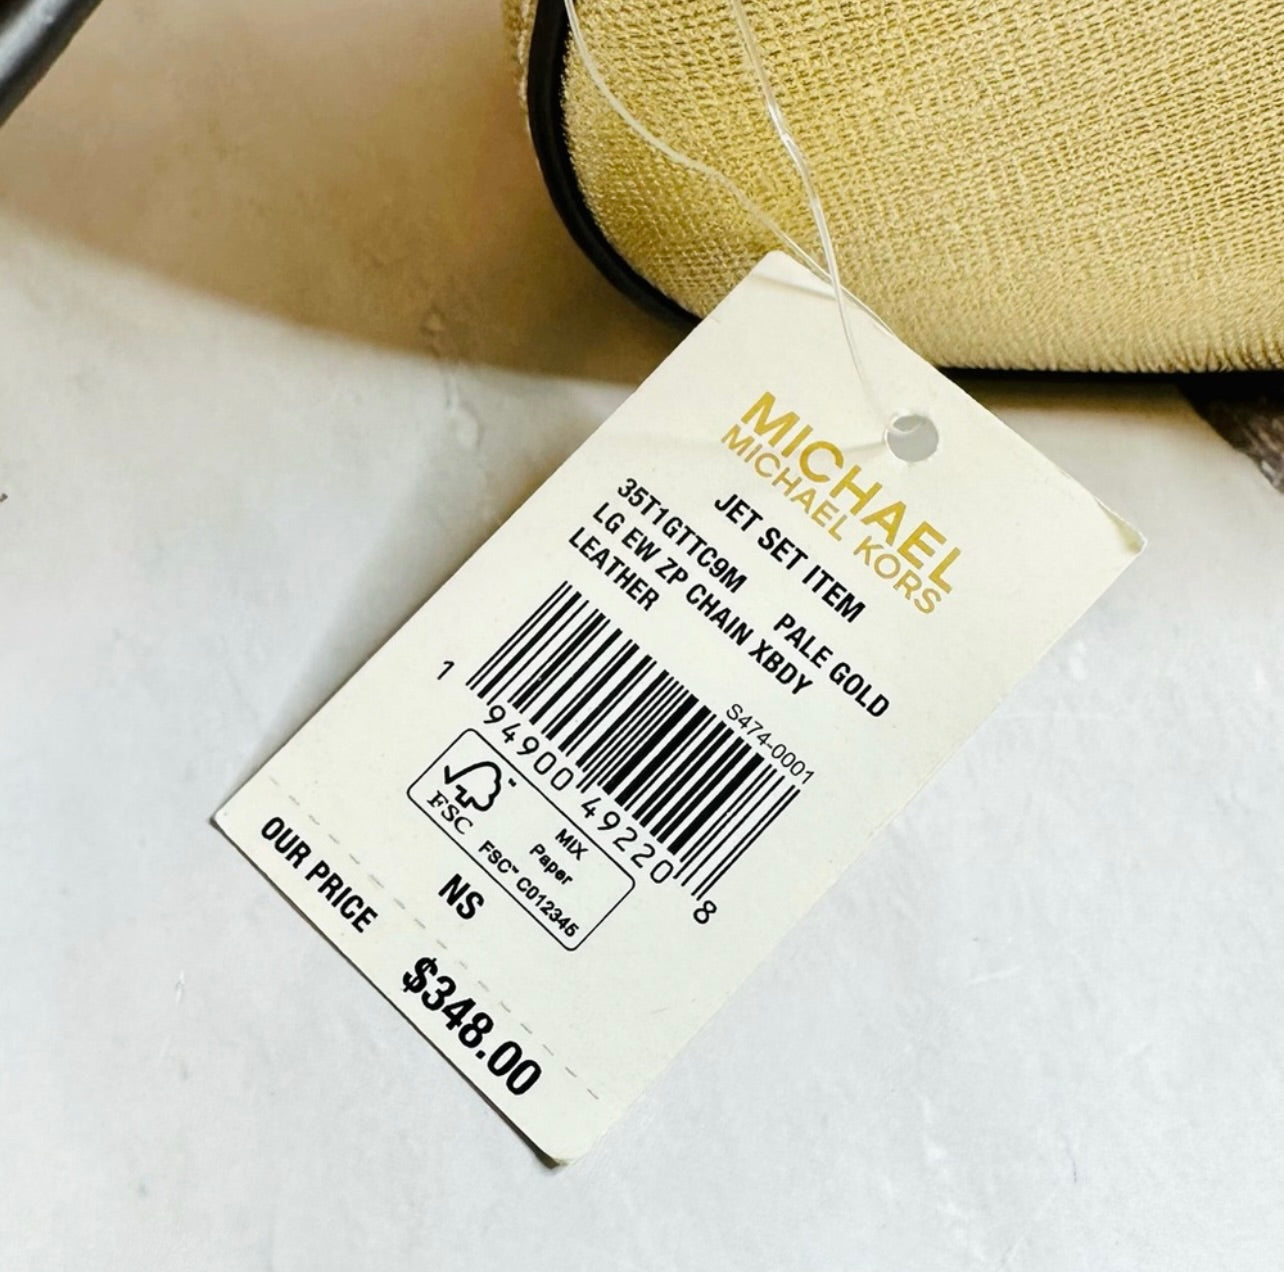 MICHAEL
MICHAEL KORS
JET SET ITEM
35T1GTTC9M PALE GOLD
LG EW ZP CHAIN XBDY
LEATHER
S474-0001
1 94900 49220 8
FSC
MIX
Paper
FSC™ C012345
NS
OUR PRICE
$348.00